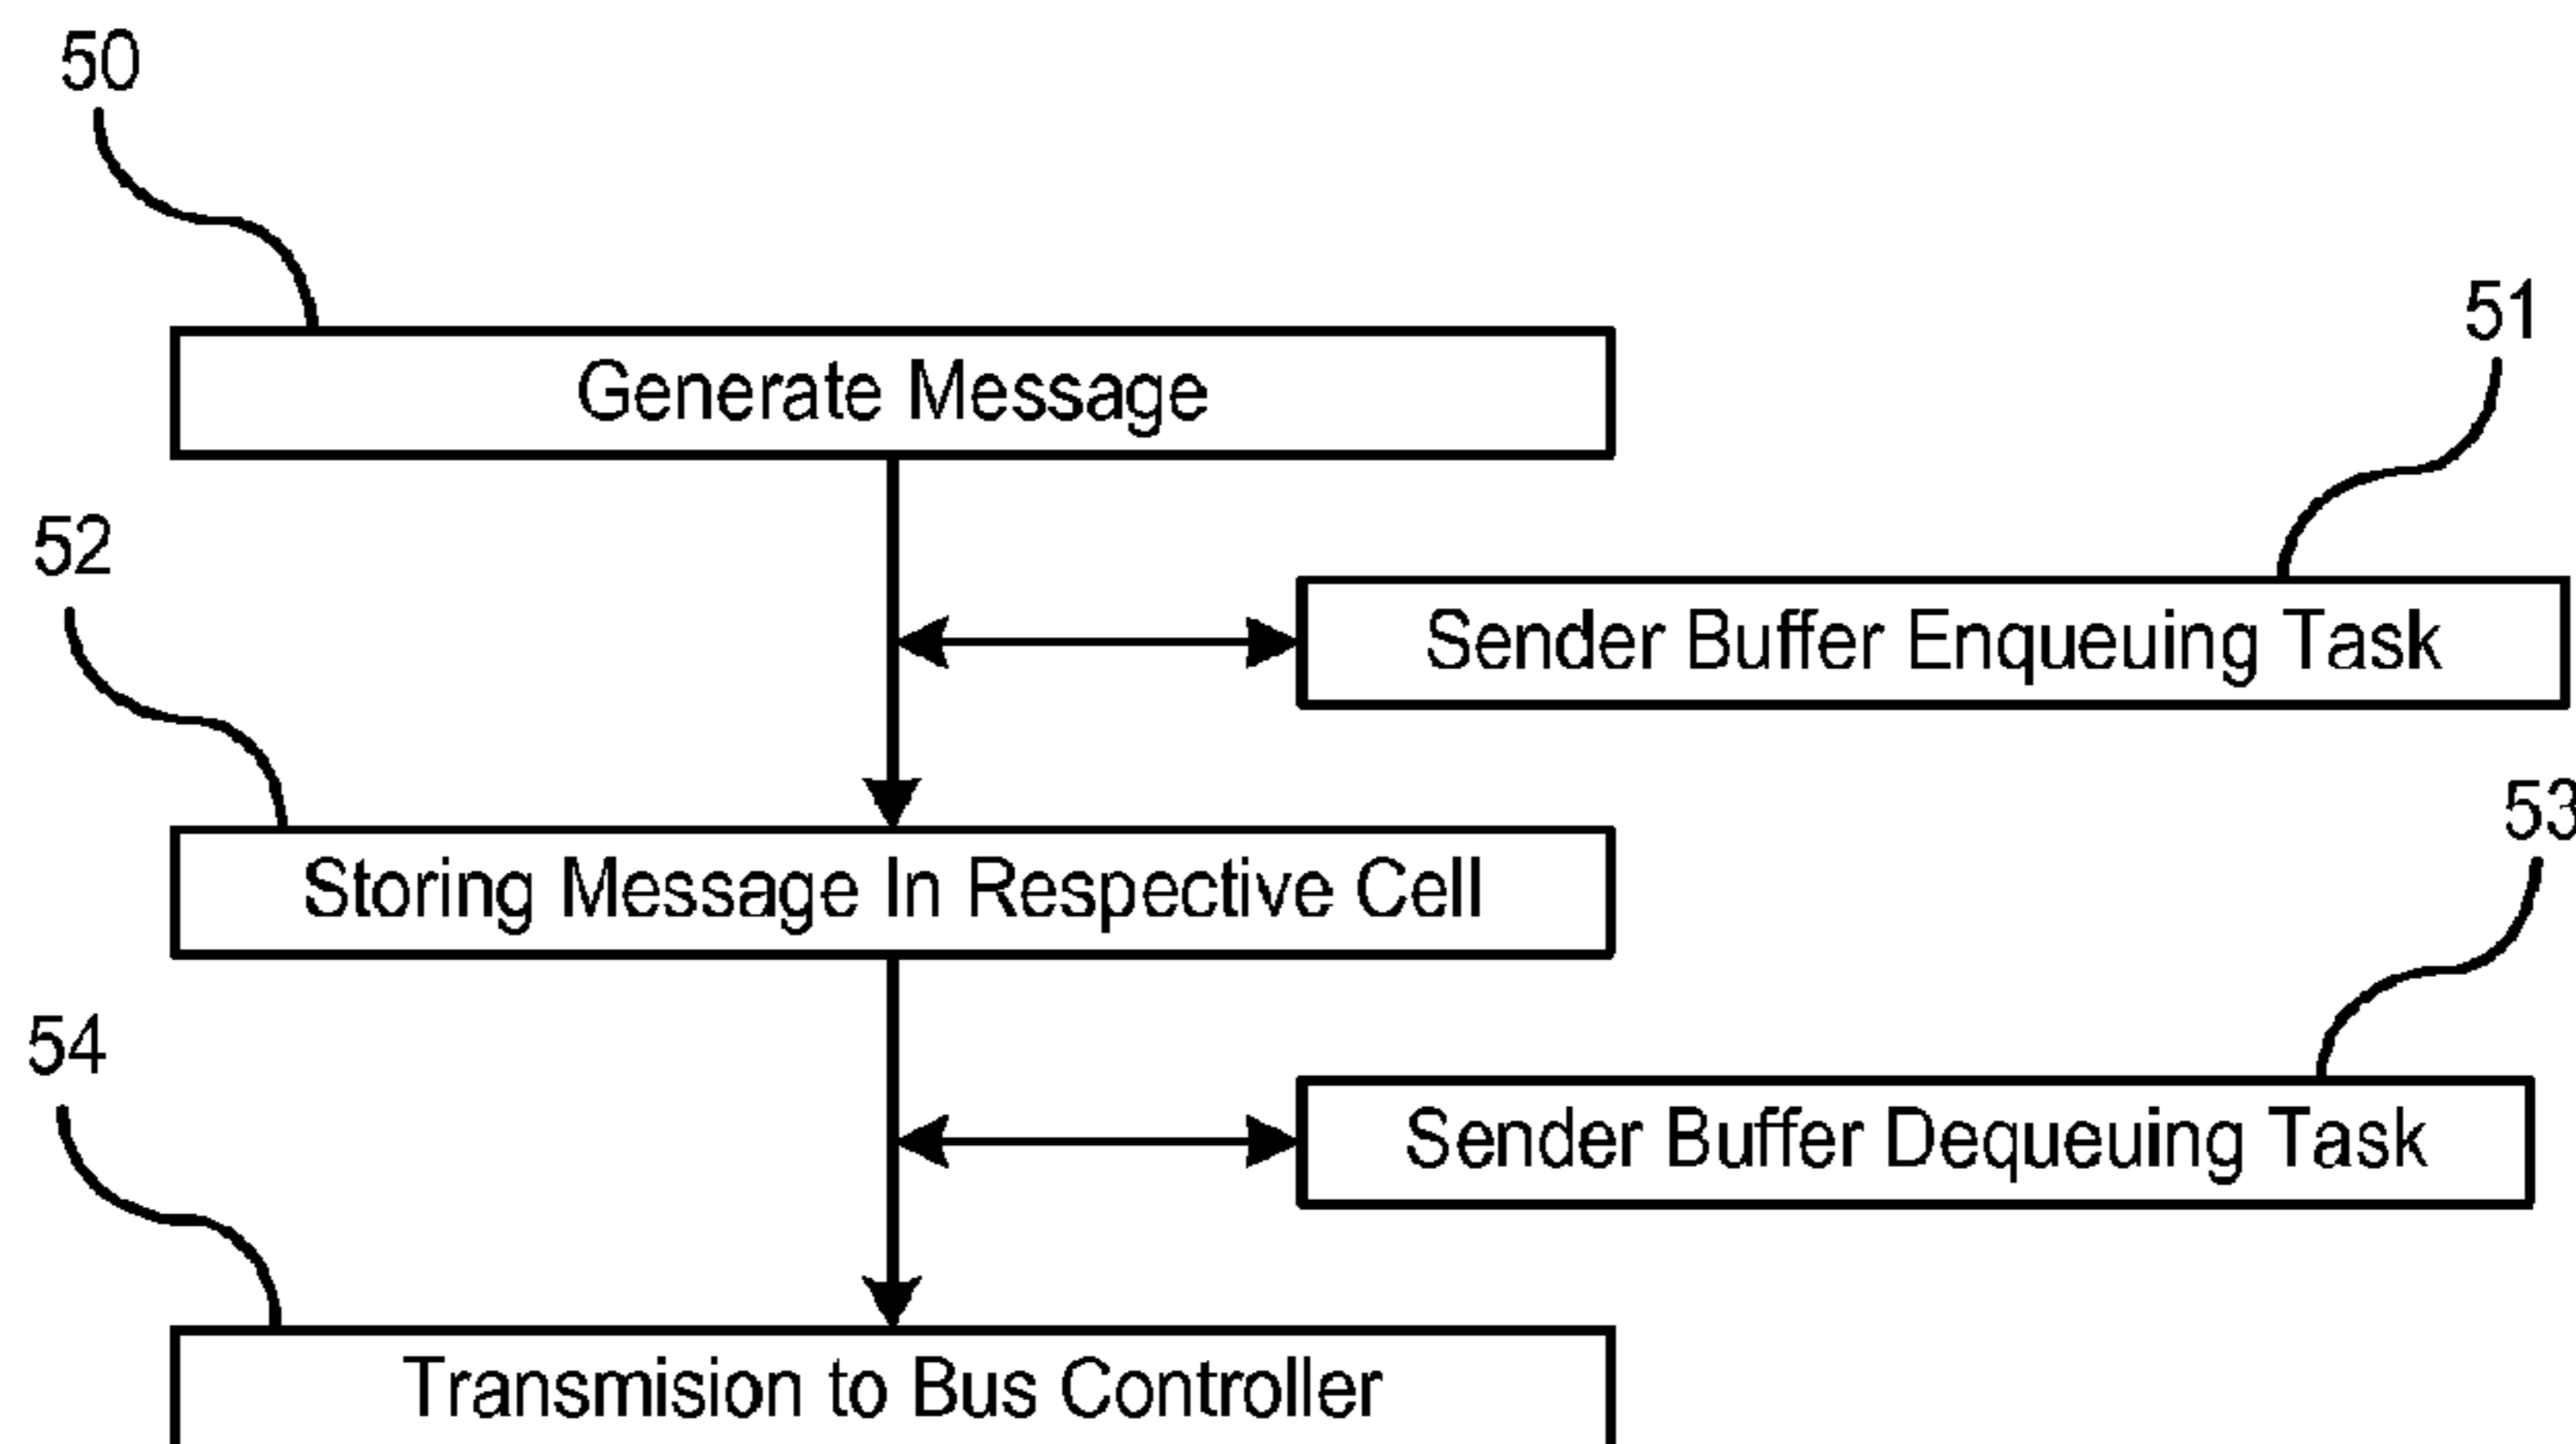 50
Generate Message
51
Sender Buffer Enqueuing Task
52
Storing Message In Respective Cell
53
Sender Buffer Dequeuing Task
54
Transmision to Bus Controller